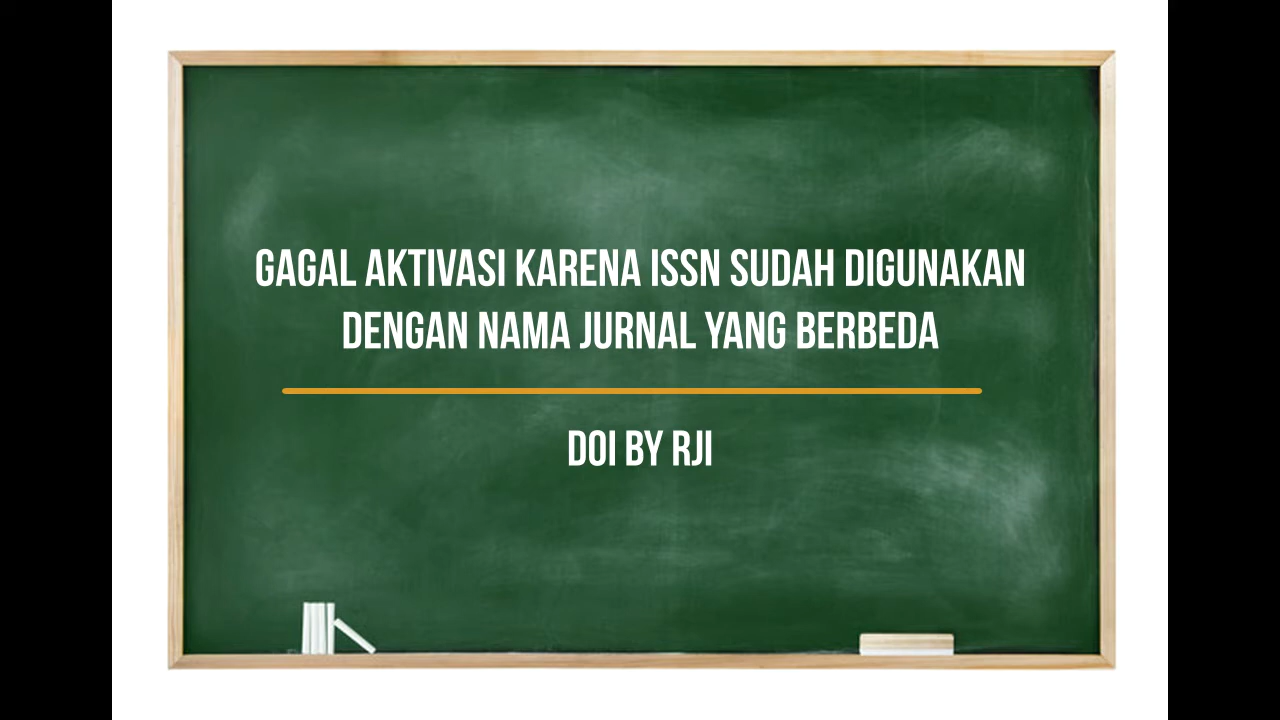 GAGAL AKTIVASI KARENA ISSN SUDAH DIGUNAKAN
DENGAN NAMA JURNAL YANG BERBEDA
DOI BY RJI